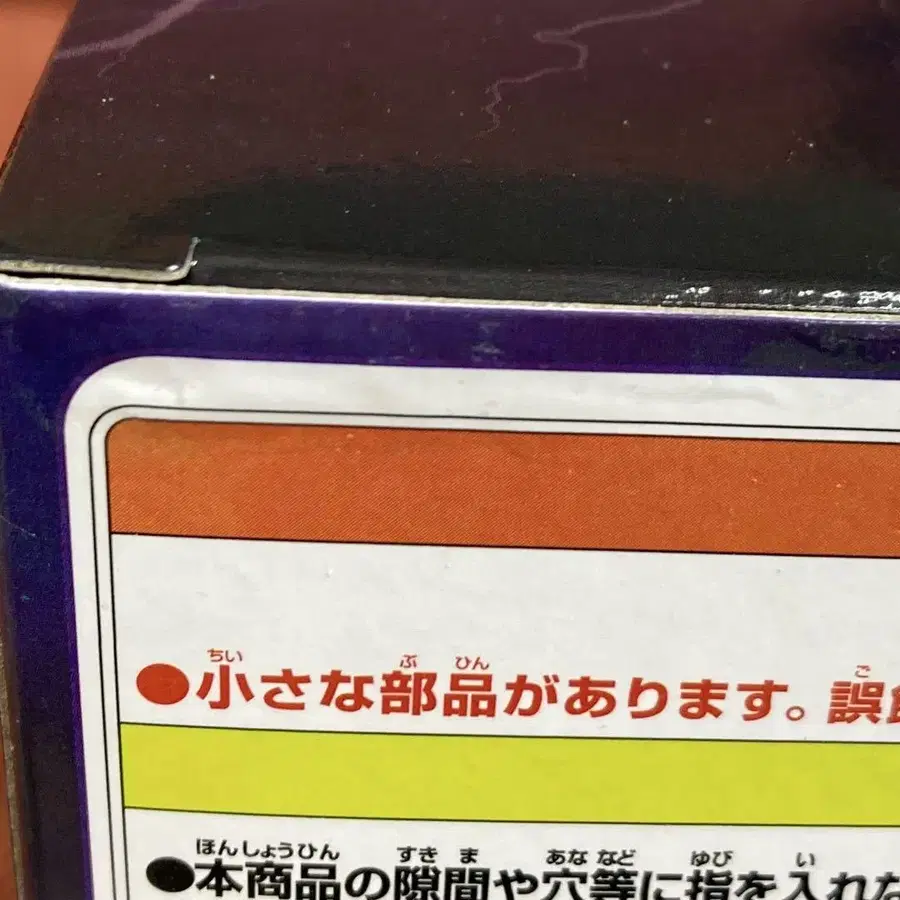 ちい ぶ ひん ご
●小さな部品があります。誤飲
ほんしょうひん すき ま あな など ゆび い
●本商品の隙間や穴等に指を入れな